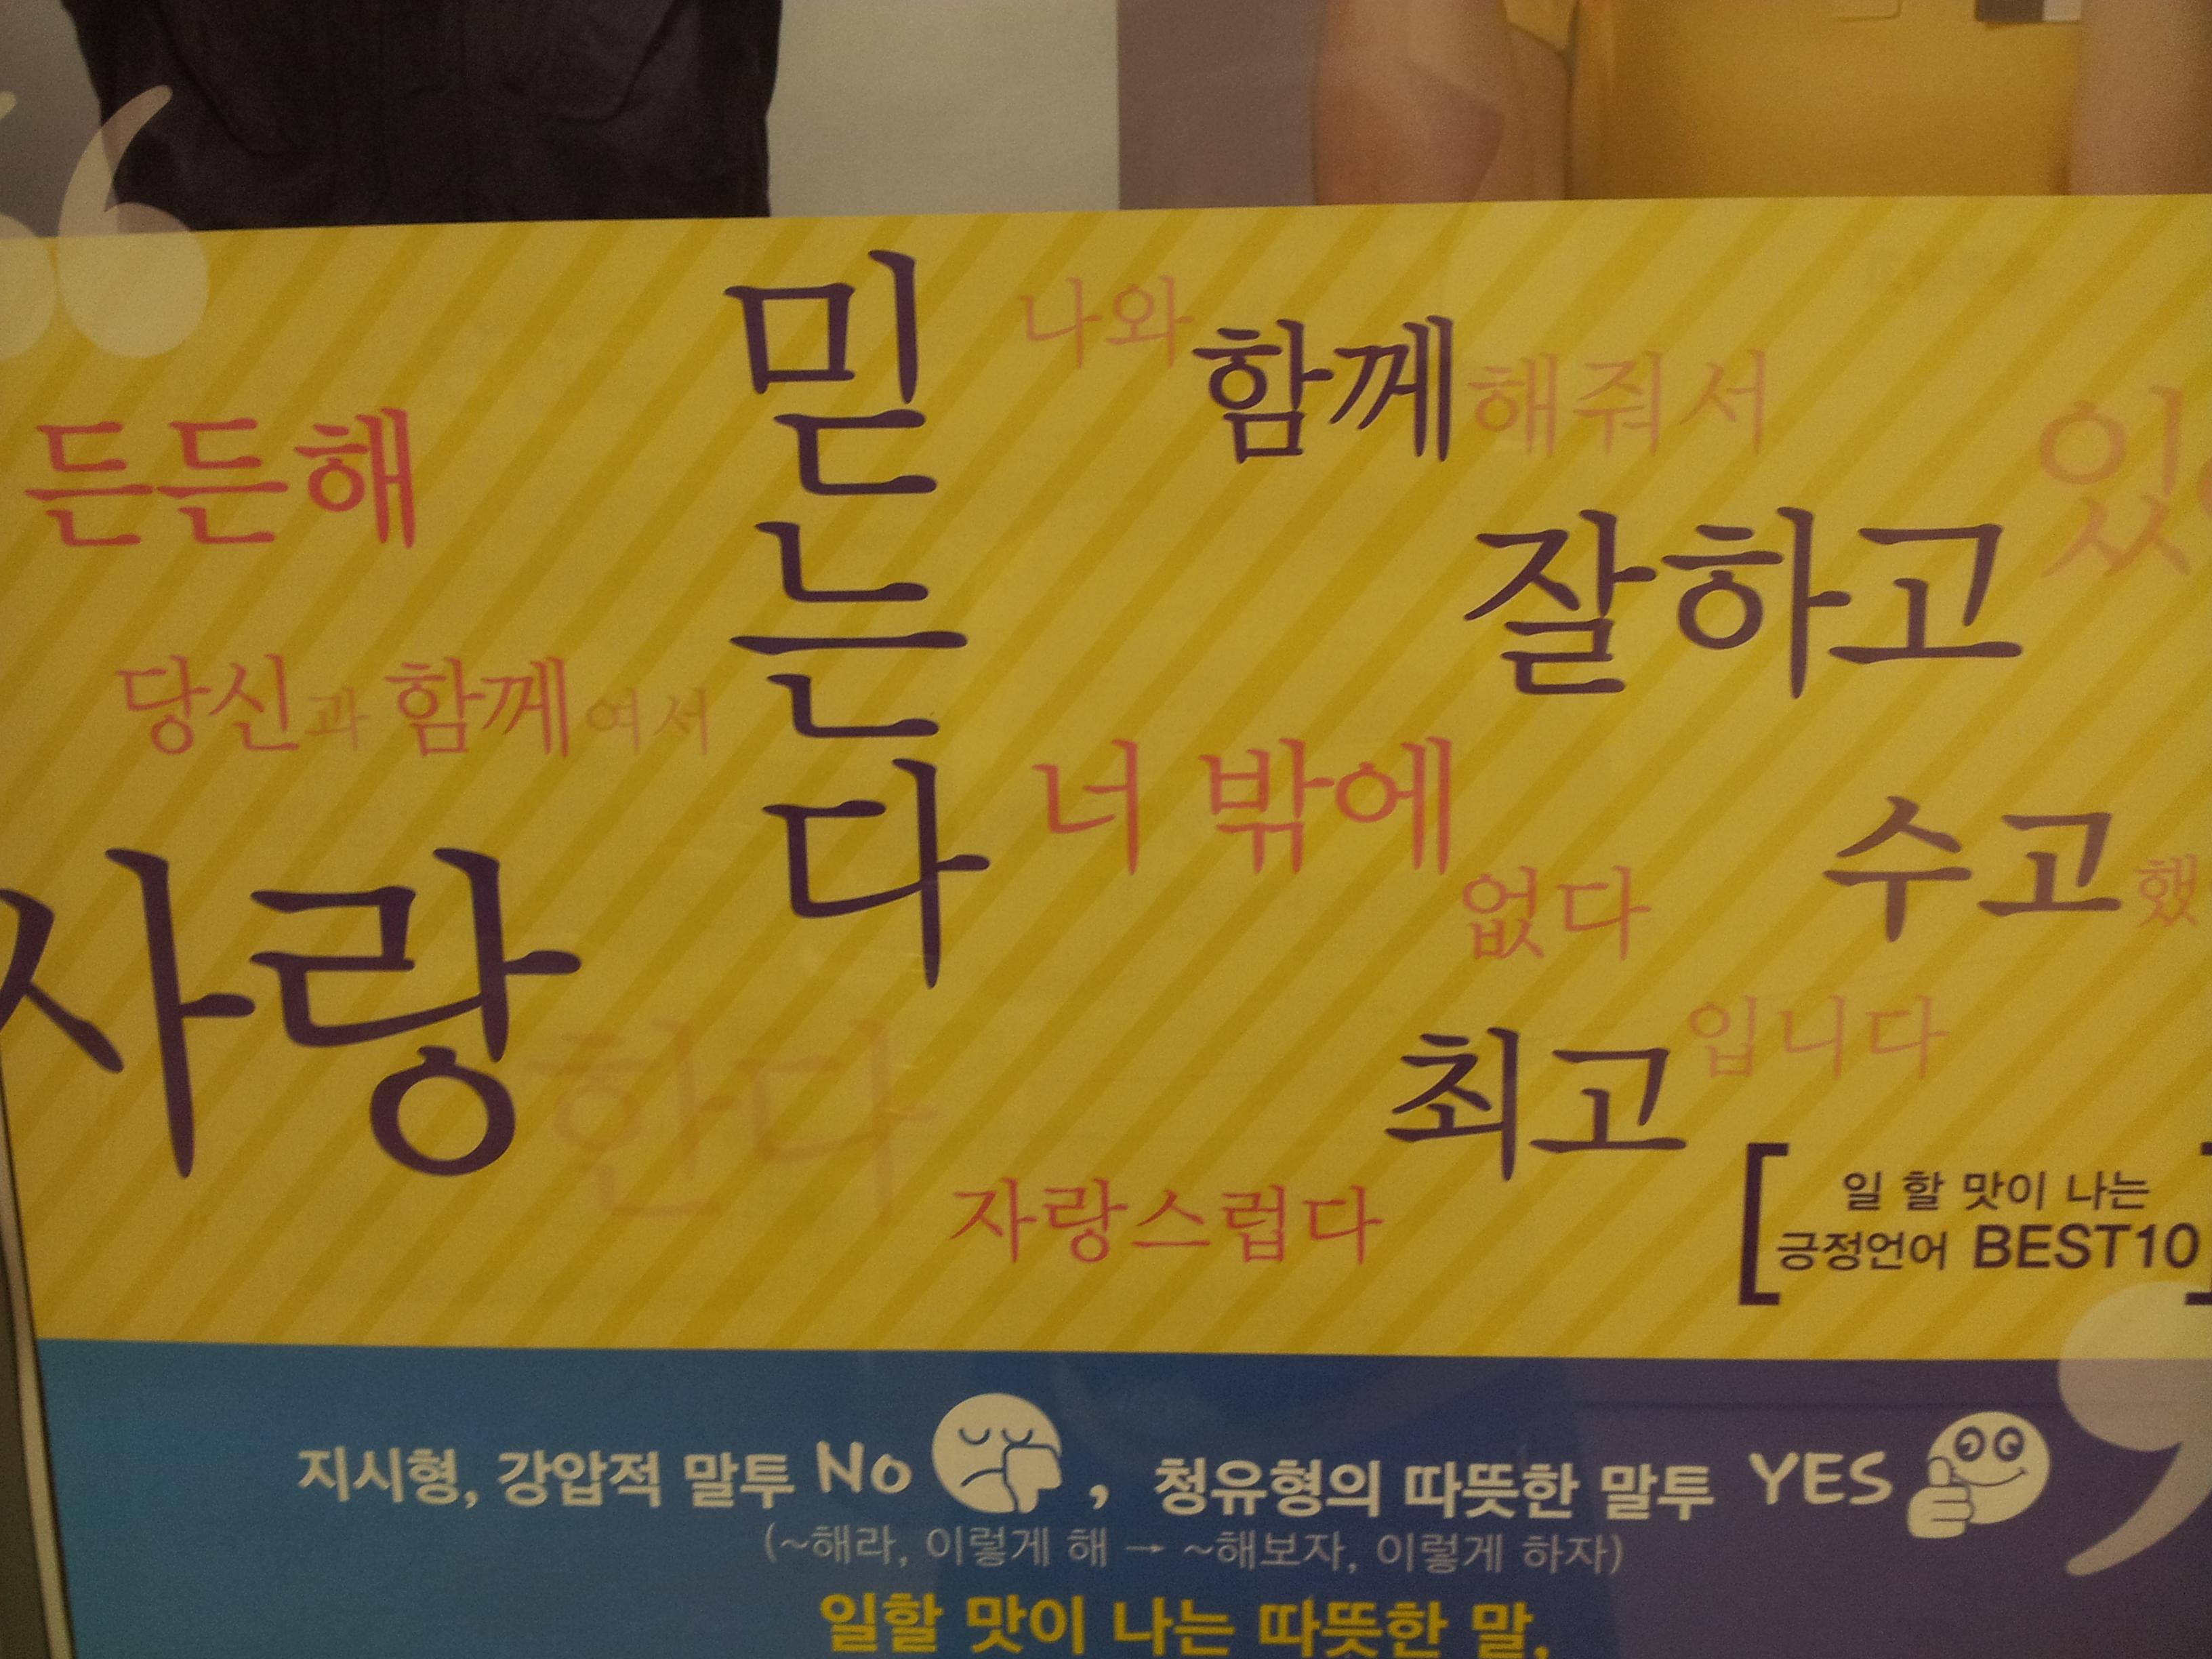 믿는다
나와 함께 해줘서
든든해
잘하고 있
당신과 함께여서
너 밖에 없다
수고했
사랑한다
최고입니다
자랑스럽다
[일 할 맛이 나는
긍정언어 BEST10]
지시형, 강압적 말투 NO, 청유형의 따뜻한 말투 YES
(~해라, 이렇게 해 → ~해보자, 이렇게 하자)
일할 맛이 나는 따뜻한 말,